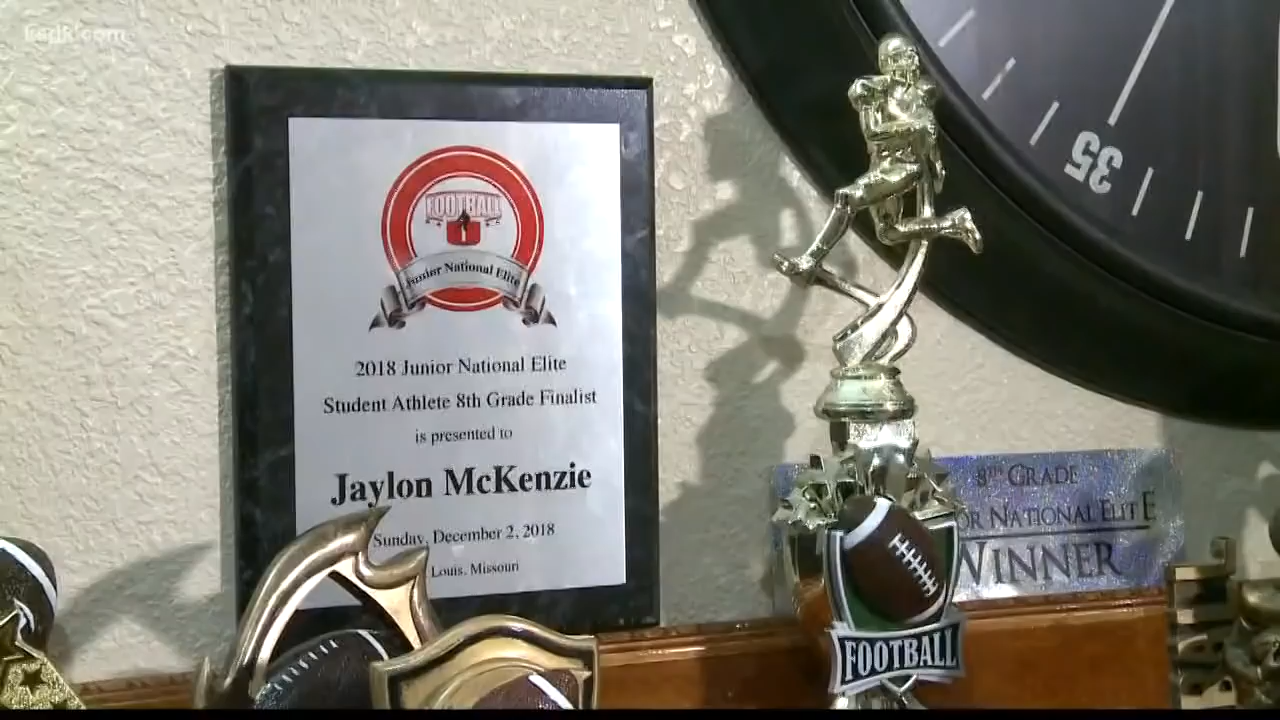 ksdk.com
FOOTBALL
Junior National Elite
2018 Junior National Elite
Student Athlete 8th Grade Finalist
is presented to
Jaylon McKenzie
Sunday, December 2, 2018
Louis, Missouri
35
8TH GRADE
OR NATIONAL ELITE
WINNER
FOOTBALL